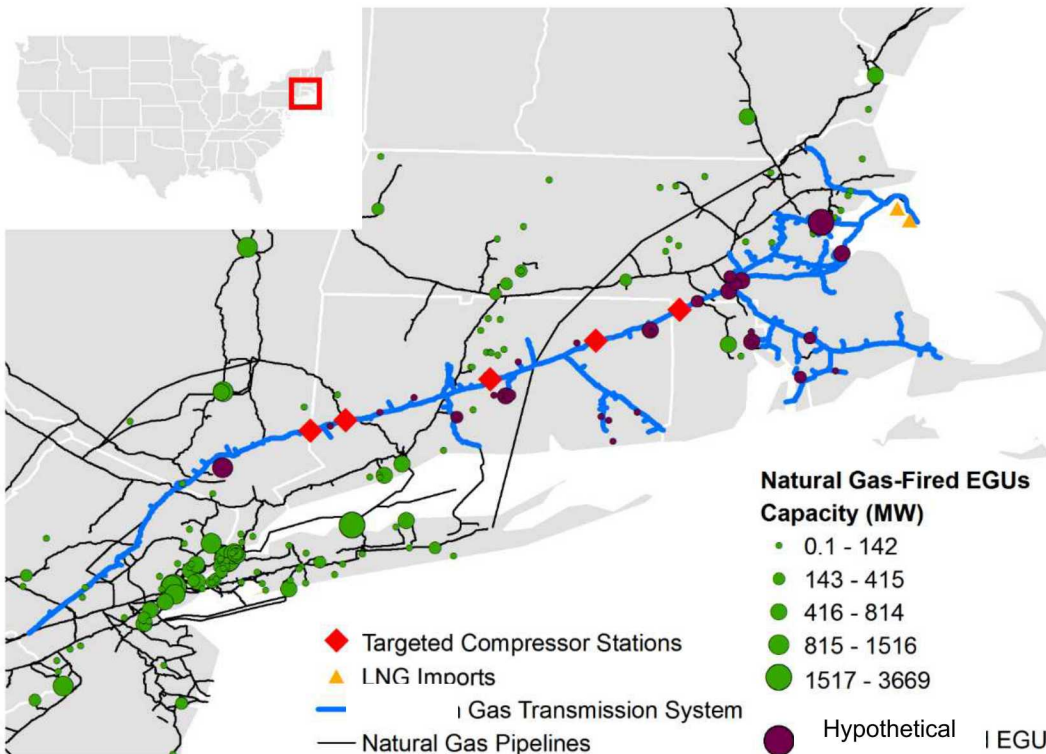 Natural Gas-Fired EGUs
Capacity (MW)
0.1 - 142
143 - 415
416 - 814
815 - 1516
1517 - 3669
Hypothetical
EGU
Targeted Compressor Stations
LNG Imports
Gas Transmission System
Natural Gas Pipelines